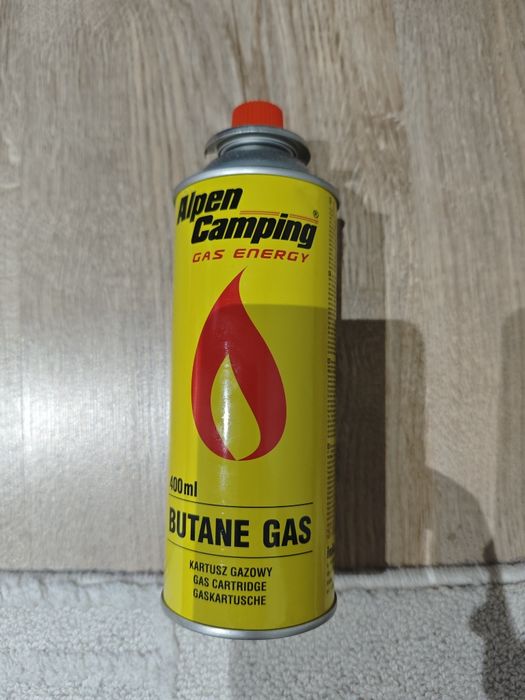 Alpen
Camping®
GAS ENERGY
400ml
BUTANE GAS
KARTUSZ GAZOWY
GAS CARTRIDGE
GASKARTUSCHE